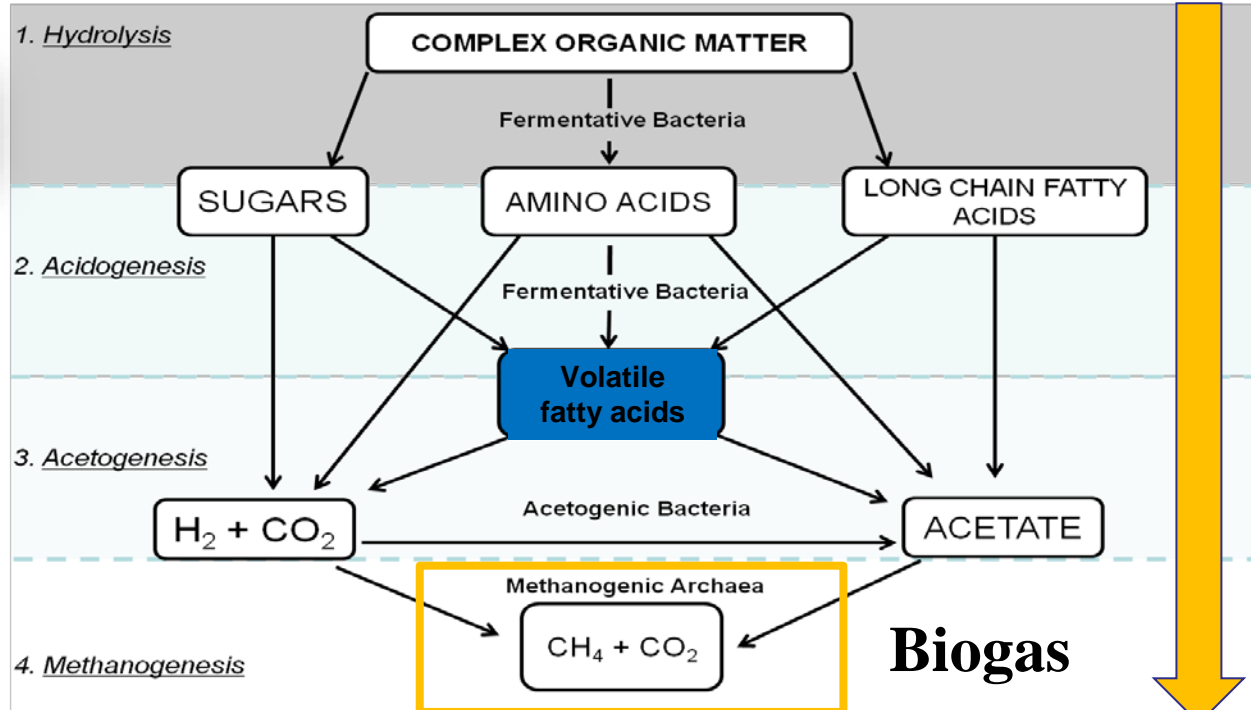 1. Hydrolysis
COMPLEX ORGANIC MATTER
Fermentative Bacteria
SUGARS
AMINO ACIDS
LONG CHAIN FATTY
ACIDS
2. Acidogenesis
Fermentative Bacteria
Volatile
fatty acids
3. Acetogenesis
H₂ + CO₂
Acetogenic Bacteria
ACETATE
Methanogenic Archaea
CH₄ + CO₂
Biogas
4. Methanogenesis